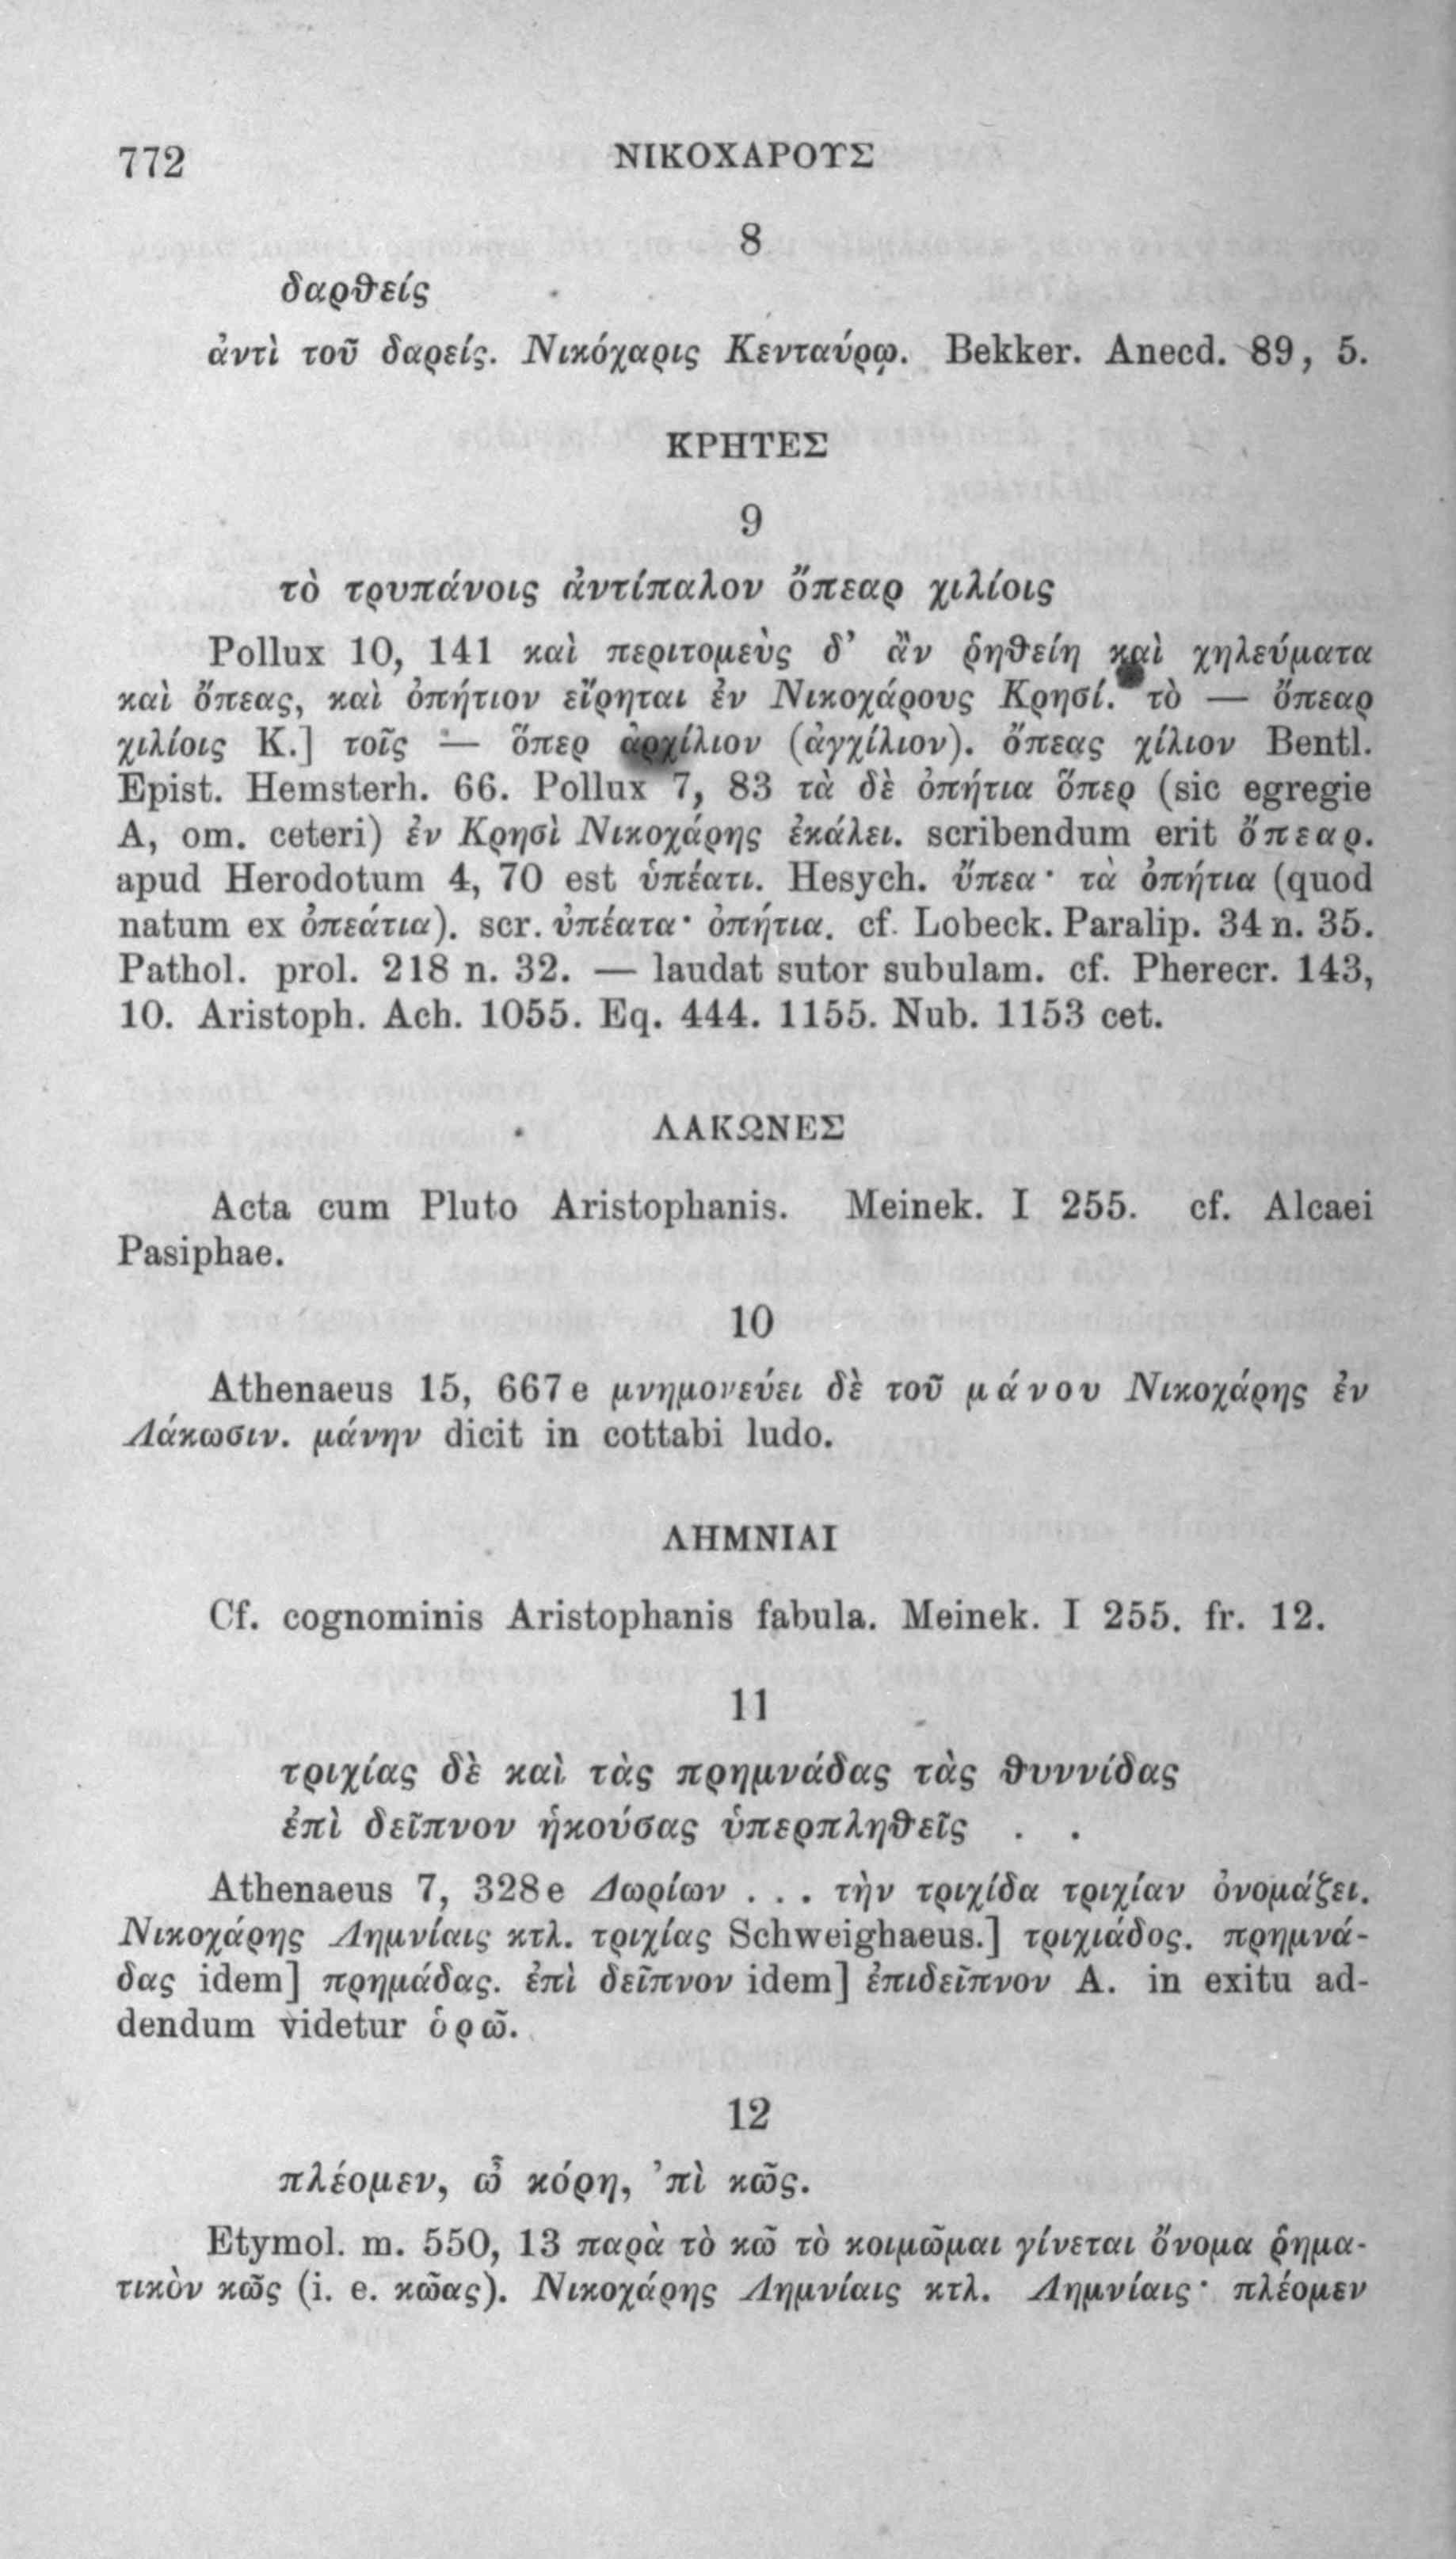 772
ΝΙΚΟΧΑΡΟΥΣ
8
δαρθείς
ἀντὶ τοῦ δαρείς. Νικόχαρις Κενταύρῳ. Bekker. Anecd. 89, 5.
ΚΡΗΤΕΣ
9
τὸ τρυπάνοις ἀντίπαλον ὄπεαρ χιλίοις
Pollux 10, 141 καὶ περιτομεὺς δ' ἂν ῥηθείη καὶ χηλεύματα
καὶ ὄπεας, καὶ ὀπήτιον εἴρηται ἐν Νικοχάρους Κρησί. τὸ — ὄπεαρ
χιλίοις K.] τοῖς — ὅπερ ἀρχίλιον (ἀγχίλιον). ὄπεας χίλιον Bentl.
Epist. Hemsterh. 66. Pollux 7, 83 τὰ δὲ ὀπήτια ὅπερ (sic egregie
A, om. ceteri) ἐν Κρησὶ Νικοχάρης ἐκάλει. scribendum erit ὄπεαρ.
apud Herodotum 4, 70 est ὑπέατι. Hesych. ὕπεα· τὰ ὀπήτια (quod
natum ex ὀπεάτια). scr. ὑπέατα· ὀπήτια. cf. Lobeck. Paralip. 34 n. 35.
Pathol. prol. 218 n. 32. — laudat sutor subulam. cf. Pherecr. 143,
10. Aristoph. Ach. 1055. Eq. 444. 1155. Nub. 1153 cet.
ΛΑΚΩΝΕΣ
Acta cum Pluto Aristophanis. Meinek. I 255. cf. Alcaei
Pasiphae.
10
Athenaeus 15, 667 e μνημονεύει δὲ τοῦ μάνου Νικοχάρης ἐν
Λάκωσιν. μάνην dicit in cottabi ludo.
ΛΗΜΝΙΑΙ
Cf. cognominis Aristophanis fabula. Meinek. I 255. fr. 12.
11
τριχίας δὲ καὶ τὰς πρημνάδας τὰς θυννίδας
ἐπὶ δεῖπνον ἡκούσας ὑπερπληθεῖς . .
Athenaeus 7, 328 e Δωρίων . . . τὴν τριχίδα τριχίαν ὀνομάζει.
Νικοχάρης Λημνίαις κτλ. τριχίας Schweighaeus.] τριχιάδος. πρημνά-
δας idem] πρημάδας. ἐπὶ δεῖπνον idem] ἐπιδεῖπνον A. in exitu ad-
dendum videtur ὁρῶ.
12
πλέομεν, ὦ κόρη, 'πὶ κῶς.
Etymol. m. 550, 13 παρὰ τὸ κῶ τὸ κοιμῶμαι γίνεται ὄνομα ῥημα-
τικὸν κῶς (i. e. κῶας). Νικοχάρης Λημνίαις κτλ. Λημνίαις· πλέομεν